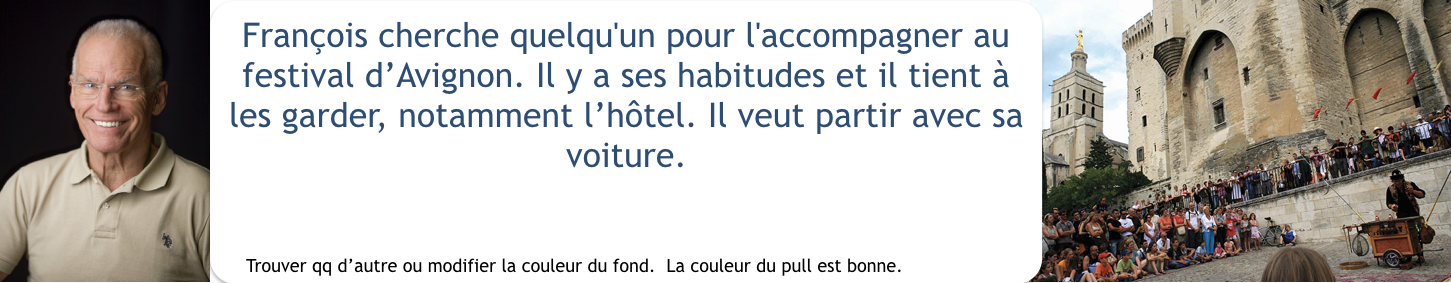 François cherche quelqu'un pour l'accompagner au
festival d’Avignon. Il y a ses habitudes et il tient à
les garder, notamment l’hôtel. Il veut partir avec sa
voiture.
Trouver qq d’autre ou modifier la couleur du fond.  La couleur du pull est bonne.